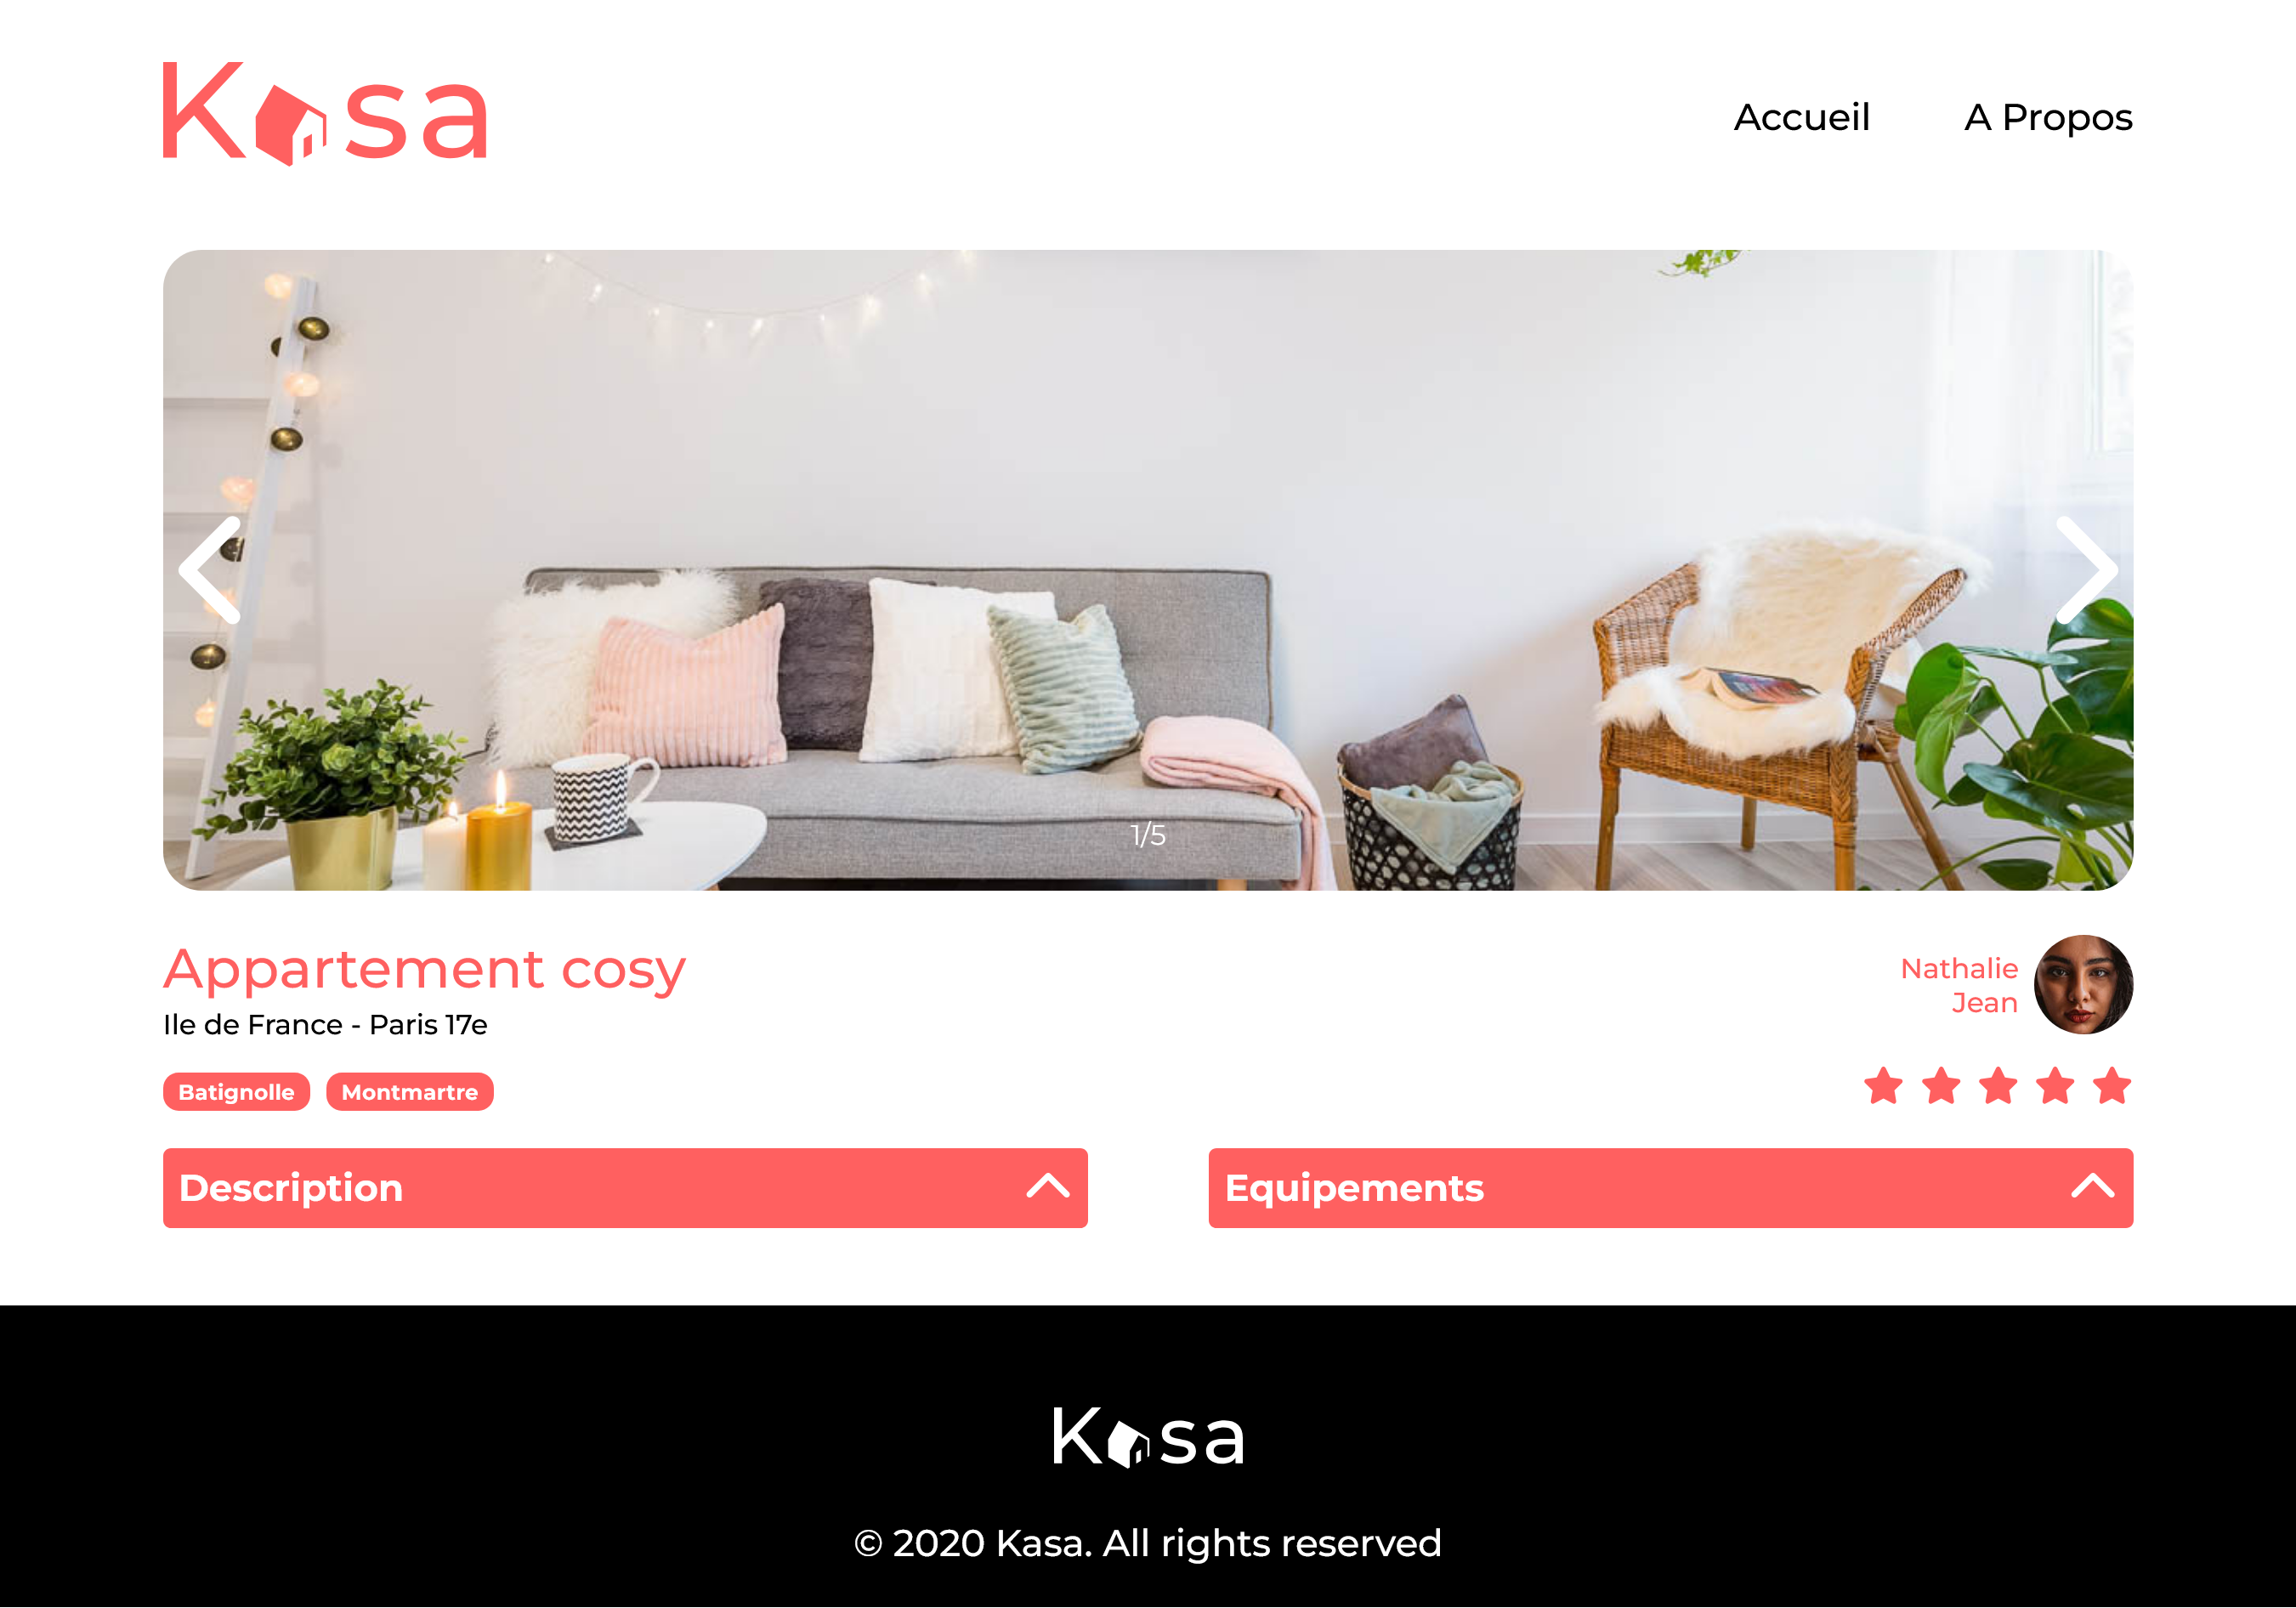 Kasa
Accueil
A Propos
1/5
Appartement cosy
Ile de France - Paris 17e
Nathalie
Jean
Batignolle
Montmartre
Description
Equipements
Kasa
© 2020 Kasa. All rights reserved